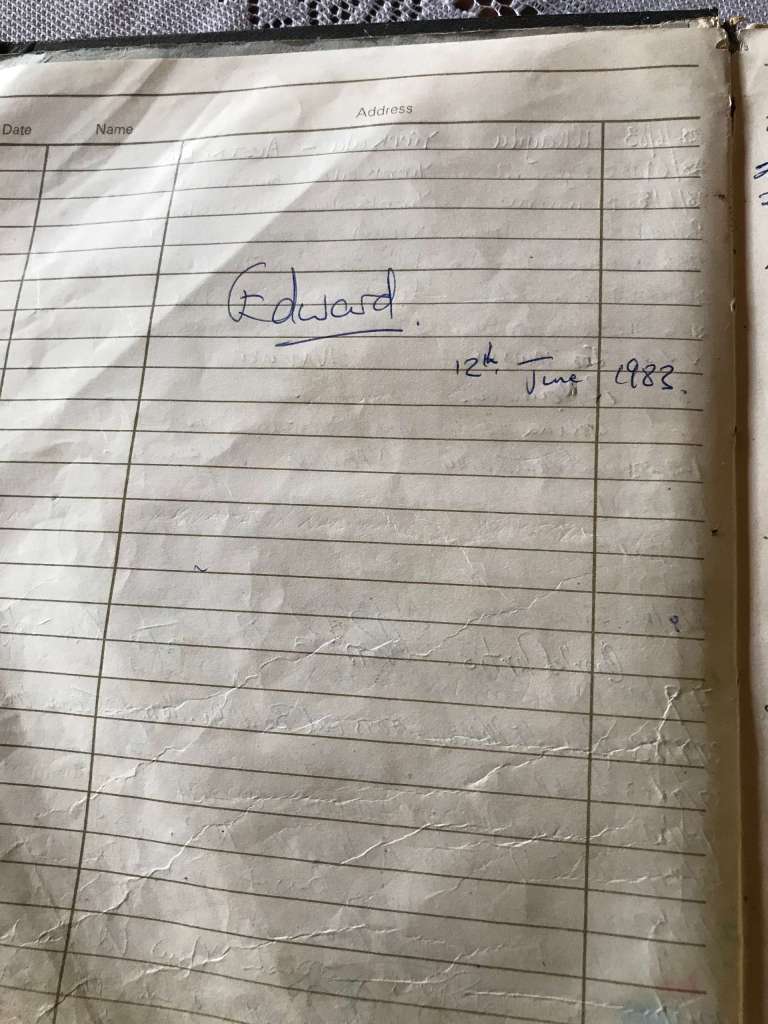 Date Name Address
Edward.
12th June 1983.